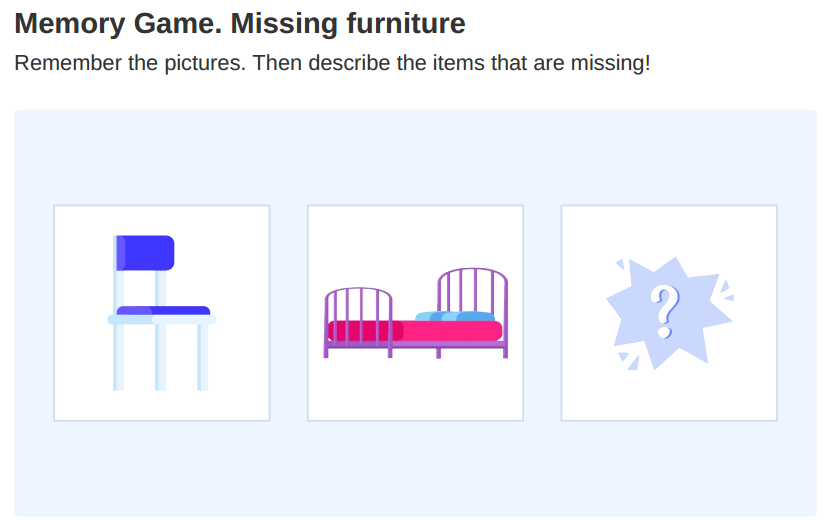 Memory Game. Missing furniture
Remember the pictures. Then describe the items that are missing!
?